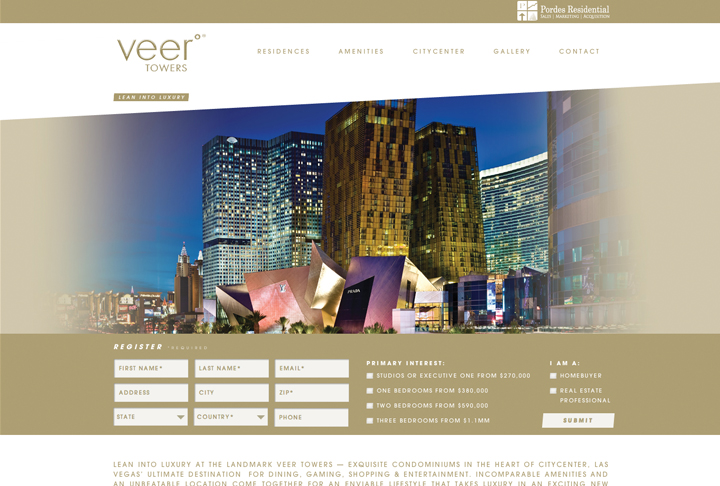 Pordes Residential
SALES | MARKETING | ACQUISITION
veer
TOWERS
RESIDENCES AMENITIES CITYCENTER GALLERY CONTACT
LEAN INTO LUXURY
PRADA
REGISTER *REQUIRED
FIRST NAME* LAST NAME* EMAIL*
ADDRESS CITY ZIP*
STATE COUNTRY* PHONE
PRIMARY INTEREST:
STUDIOS OR EXECUTIVE ONE FROM $270,000
ONE BEDROOMS FROM $380,000
TWO BEDROOMS FROM $590,000
THREE BEDROOMS FROM $1.1MM
I AM A:
HOMEBUYER
REAL ESTATE
PROFESSIONAL
SUBMIT
LEAN INTO LUXURY AT THE LANDMARK VEER TOWERS — EXQUISITE CONDOMINIUMS IN THE HEART OF CITYCENTER, LAS
VEGAS' ULTIMATE DESTINATION FOR DINING, GAMING, SHOPPING & ENTERTAINMENT. INCOMPARABLE AMENITIES AND
AN UNBEATABLE LOCATION COME TOGETHER FOR AN ENVIABLE LIFESTYLE THAT TAKES LUXURY IN AN EXCITING NEW